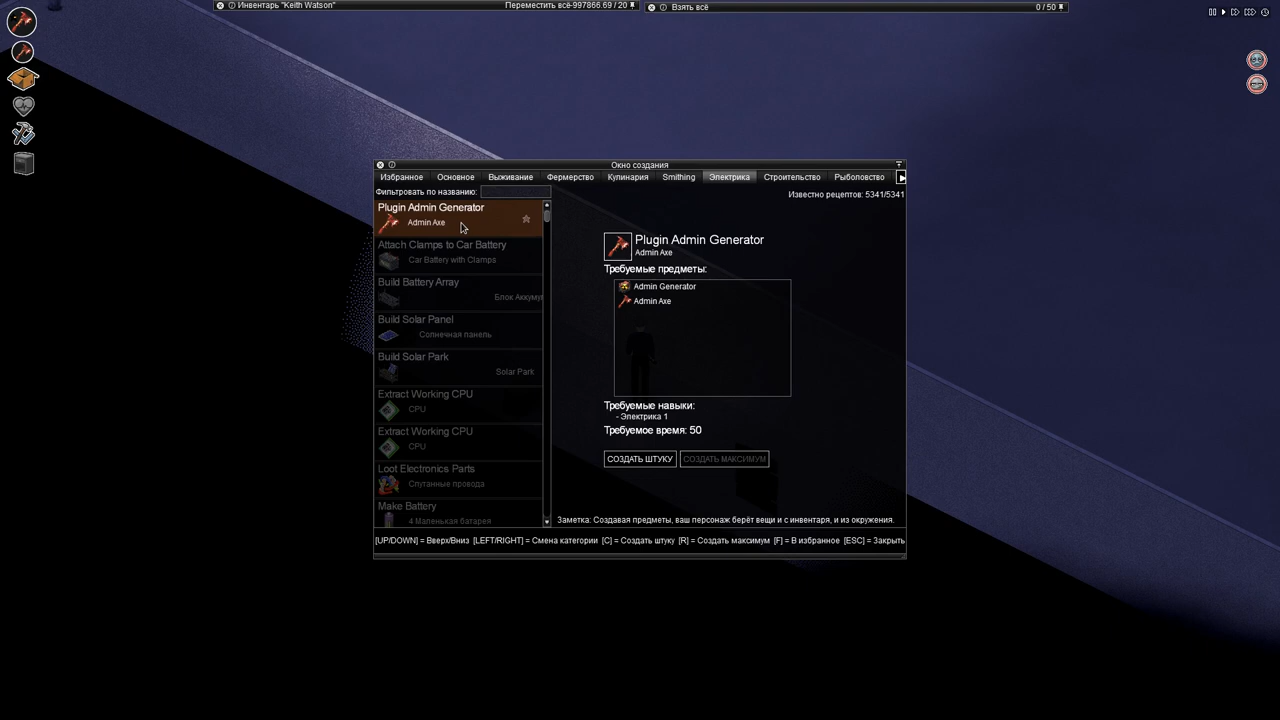 Инвентарь "Keith Watson"
Переместить всё-997866.69 / 20
Взять всё
0 / 50
Окно создания
Избранное Основное Выживание Фермерство Кулинария Smithing Электрика Строительство Рыболовство
Фильтровать по названию:
Известно рецептов: 5341/5341
Plugin Admin Generator
Admin Axe
Attach Clamps to Car Battery
Car Battery with Clamps
Build Battery Array
Блок Аккуму
Build Solar Panel
Солнечная панель
Build Solar Park
Solar Park
Extract Working CPU
CPU
Extract Working CPU
CPU
Loot Electronics Parts
Спутанные провода
Make Battery
4 Маленькая батарея
Plugin Admin Generator
Admin Axe
Требуемые предметы:
Admin Generator
Admin Axe
Требуемые навыки:
- Электрика 1
Требуемое время: 50
СОЗДАТЬ ШТУКУ СОЗДАТЬ МАКСИМУМ
Заметка: Создавая предметы, ваш персонаж берёт вещи и с инвентаря, и из окружения.
[UP/DOWN] = Вверх/Вниз [LEFT/RIGHT] = Смена категории [C] = Создать штуку [R] = Создать максимум [F] = В избранное [ESC] = Закрыть